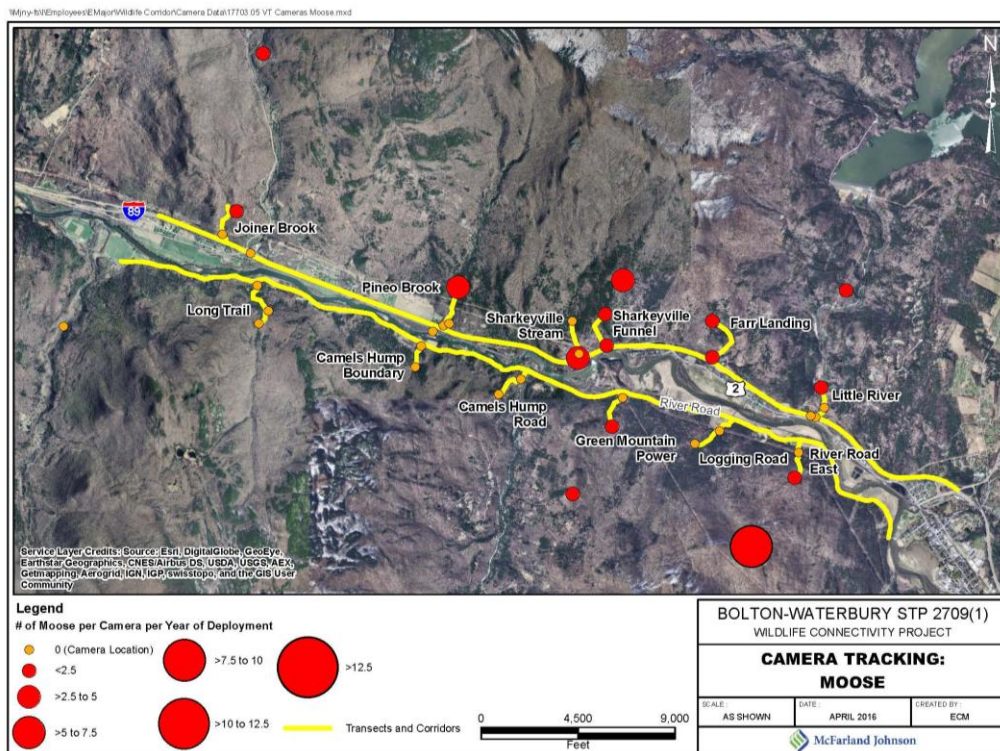 \\Mjny-fs\l\Employees\EMajor\Wildlife Corridor\Camera Data\17703.05 VT Cameras Moose.mxd
N
89
Joiner Brook
Long Trail
Pineo Brook
Sharkeyville
Stream
Sharkeyville
Funnel
Farr Landing
Camels Hump
Boundary
2
Little River
Camels Hump
Road
River Road
Green Mountain
Power
Logging Road
River Road
East
Service Layer Credits: Source: Esri, DigitalGlobe, GeoEye,
Earthstar Geographics, CNES/Airbus DS, USDA, USGS, AEX,
Getmapping, Aerogrid, IGN, IGP, swisstopo, and the GIS User
Community
Legend
# of Moose per Camera per Year of Deployment
0 (Camera Location)
<2.5
>2.5 to 5
>5 to 7.5
>7.5 to 10
>10 to 12.5
>12.5
Transects and Corridors
0 4,500 9,000
Feet
BOLTON-WATERBURY STP 2709(1)
WILDLIFE CONNECTIVITY PROJECT
CAMERA TRACKING:
MOOSE
SCALE : DATE : CREATED BY :
AS SHOWN APRIL 2016 ECM
McFarland Johnson